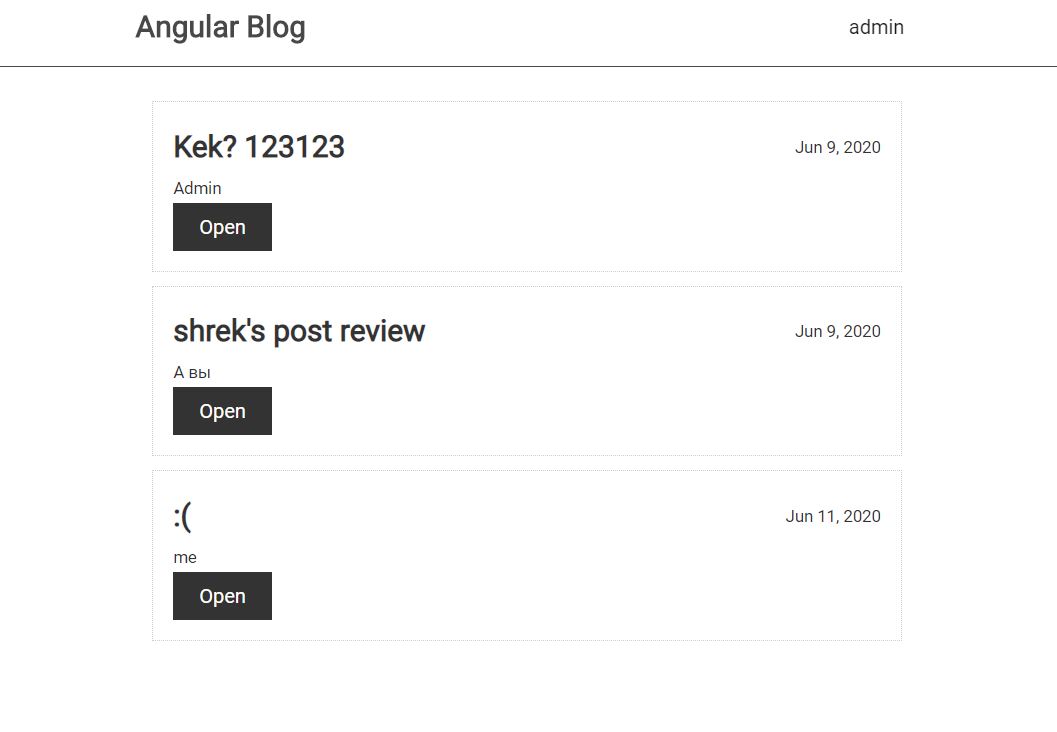 Angular Blog
admin
Kek? 123123
Jun 9, 2020
Admin
Open
shrek's post review
Jun 9, 2020
А вы
Open
:(
Jun 11, 2020
me
Open